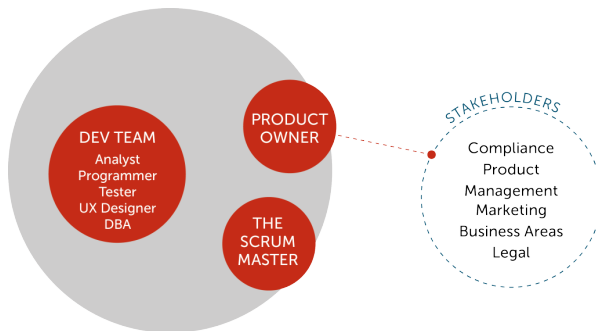 DEV TEAM
Analyst
Programmer
Tester
UX Designer
DBA
PRODUCT
OWNER
THE
SCRUM
MASTER
STAKEHOLDERS
Compliance
Product
Management
Marketing
Business Areas
Legal